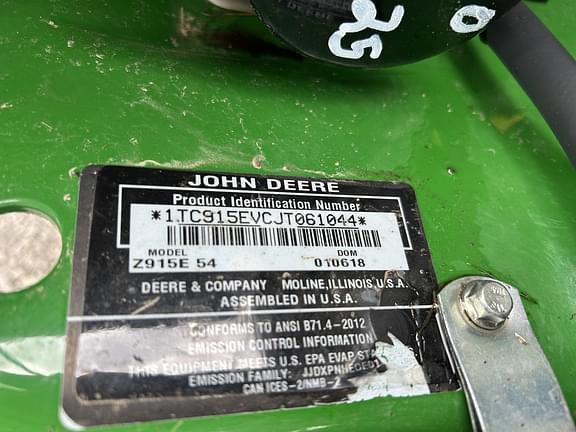 25
0
JOHN DEERE
Product Identification Number
*1TC915EVCJT061044*
MODEL DOM
Z915E 54 010618
DEERE & COMPANY MOLINE, ILLINOIS U.S.A.
ASSEMBLED IN U.S.A.
CONFORMS TO ANSI B71.4-2012
EMISSION CONTROL INFORMATION
THIS EQUIPMENT MEETS U.S. EPA EVAP
EMISSION FAMILY:
CAN ICES-2/NMB-2